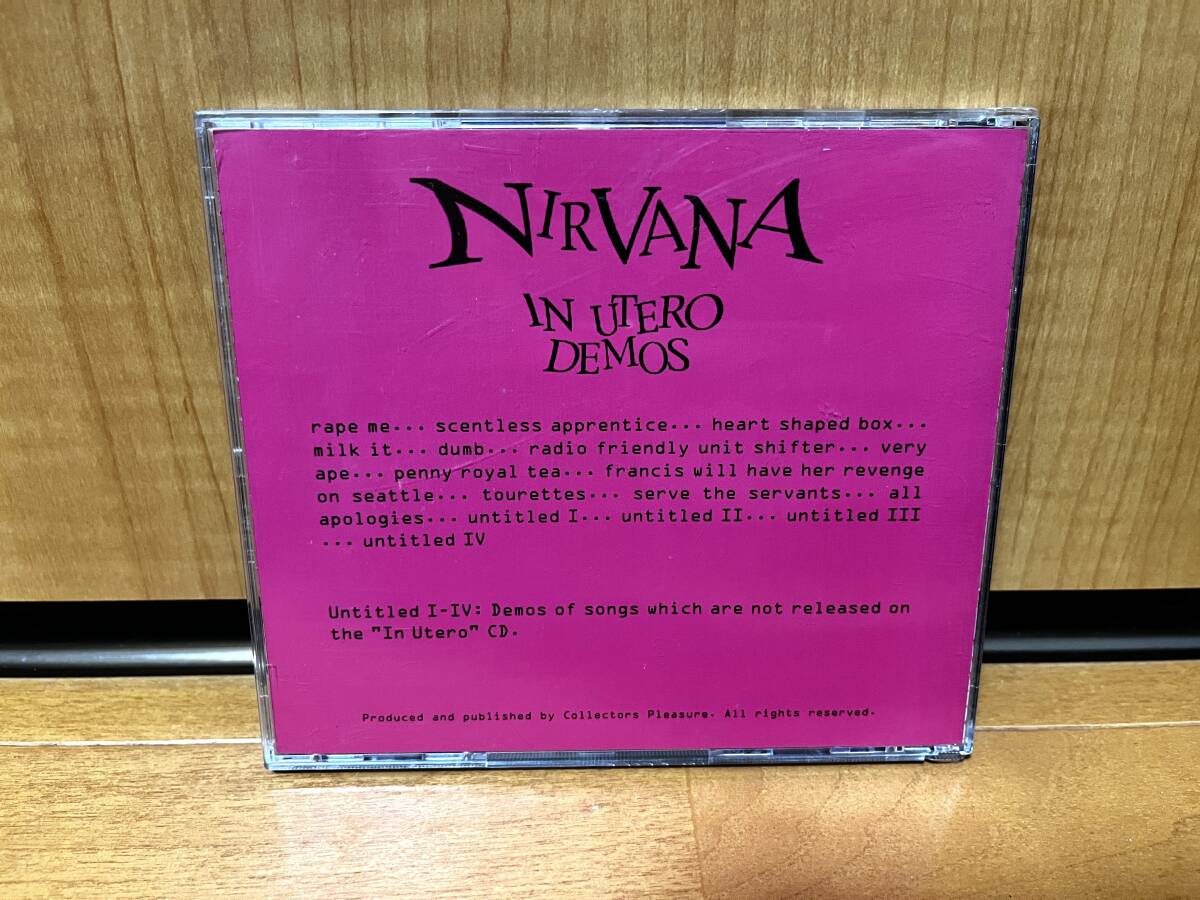 NIRVANA
IN UTERO
DEMOS
rape me... scentless apprentice... heart shaped box...
milk it... dumb... radio friendly unit shifter... very
ape... penny royal tea... francis will have her revenge
on seattle... tourettes... serve the servants... all
apologies... untitled I... untitled II... untitled III
... untitled IV
Untitled I-IV: Demos of songs which are not released on
the "In Utero" CD.
Produced and published by Collectors Pleasure. All rights reserved.